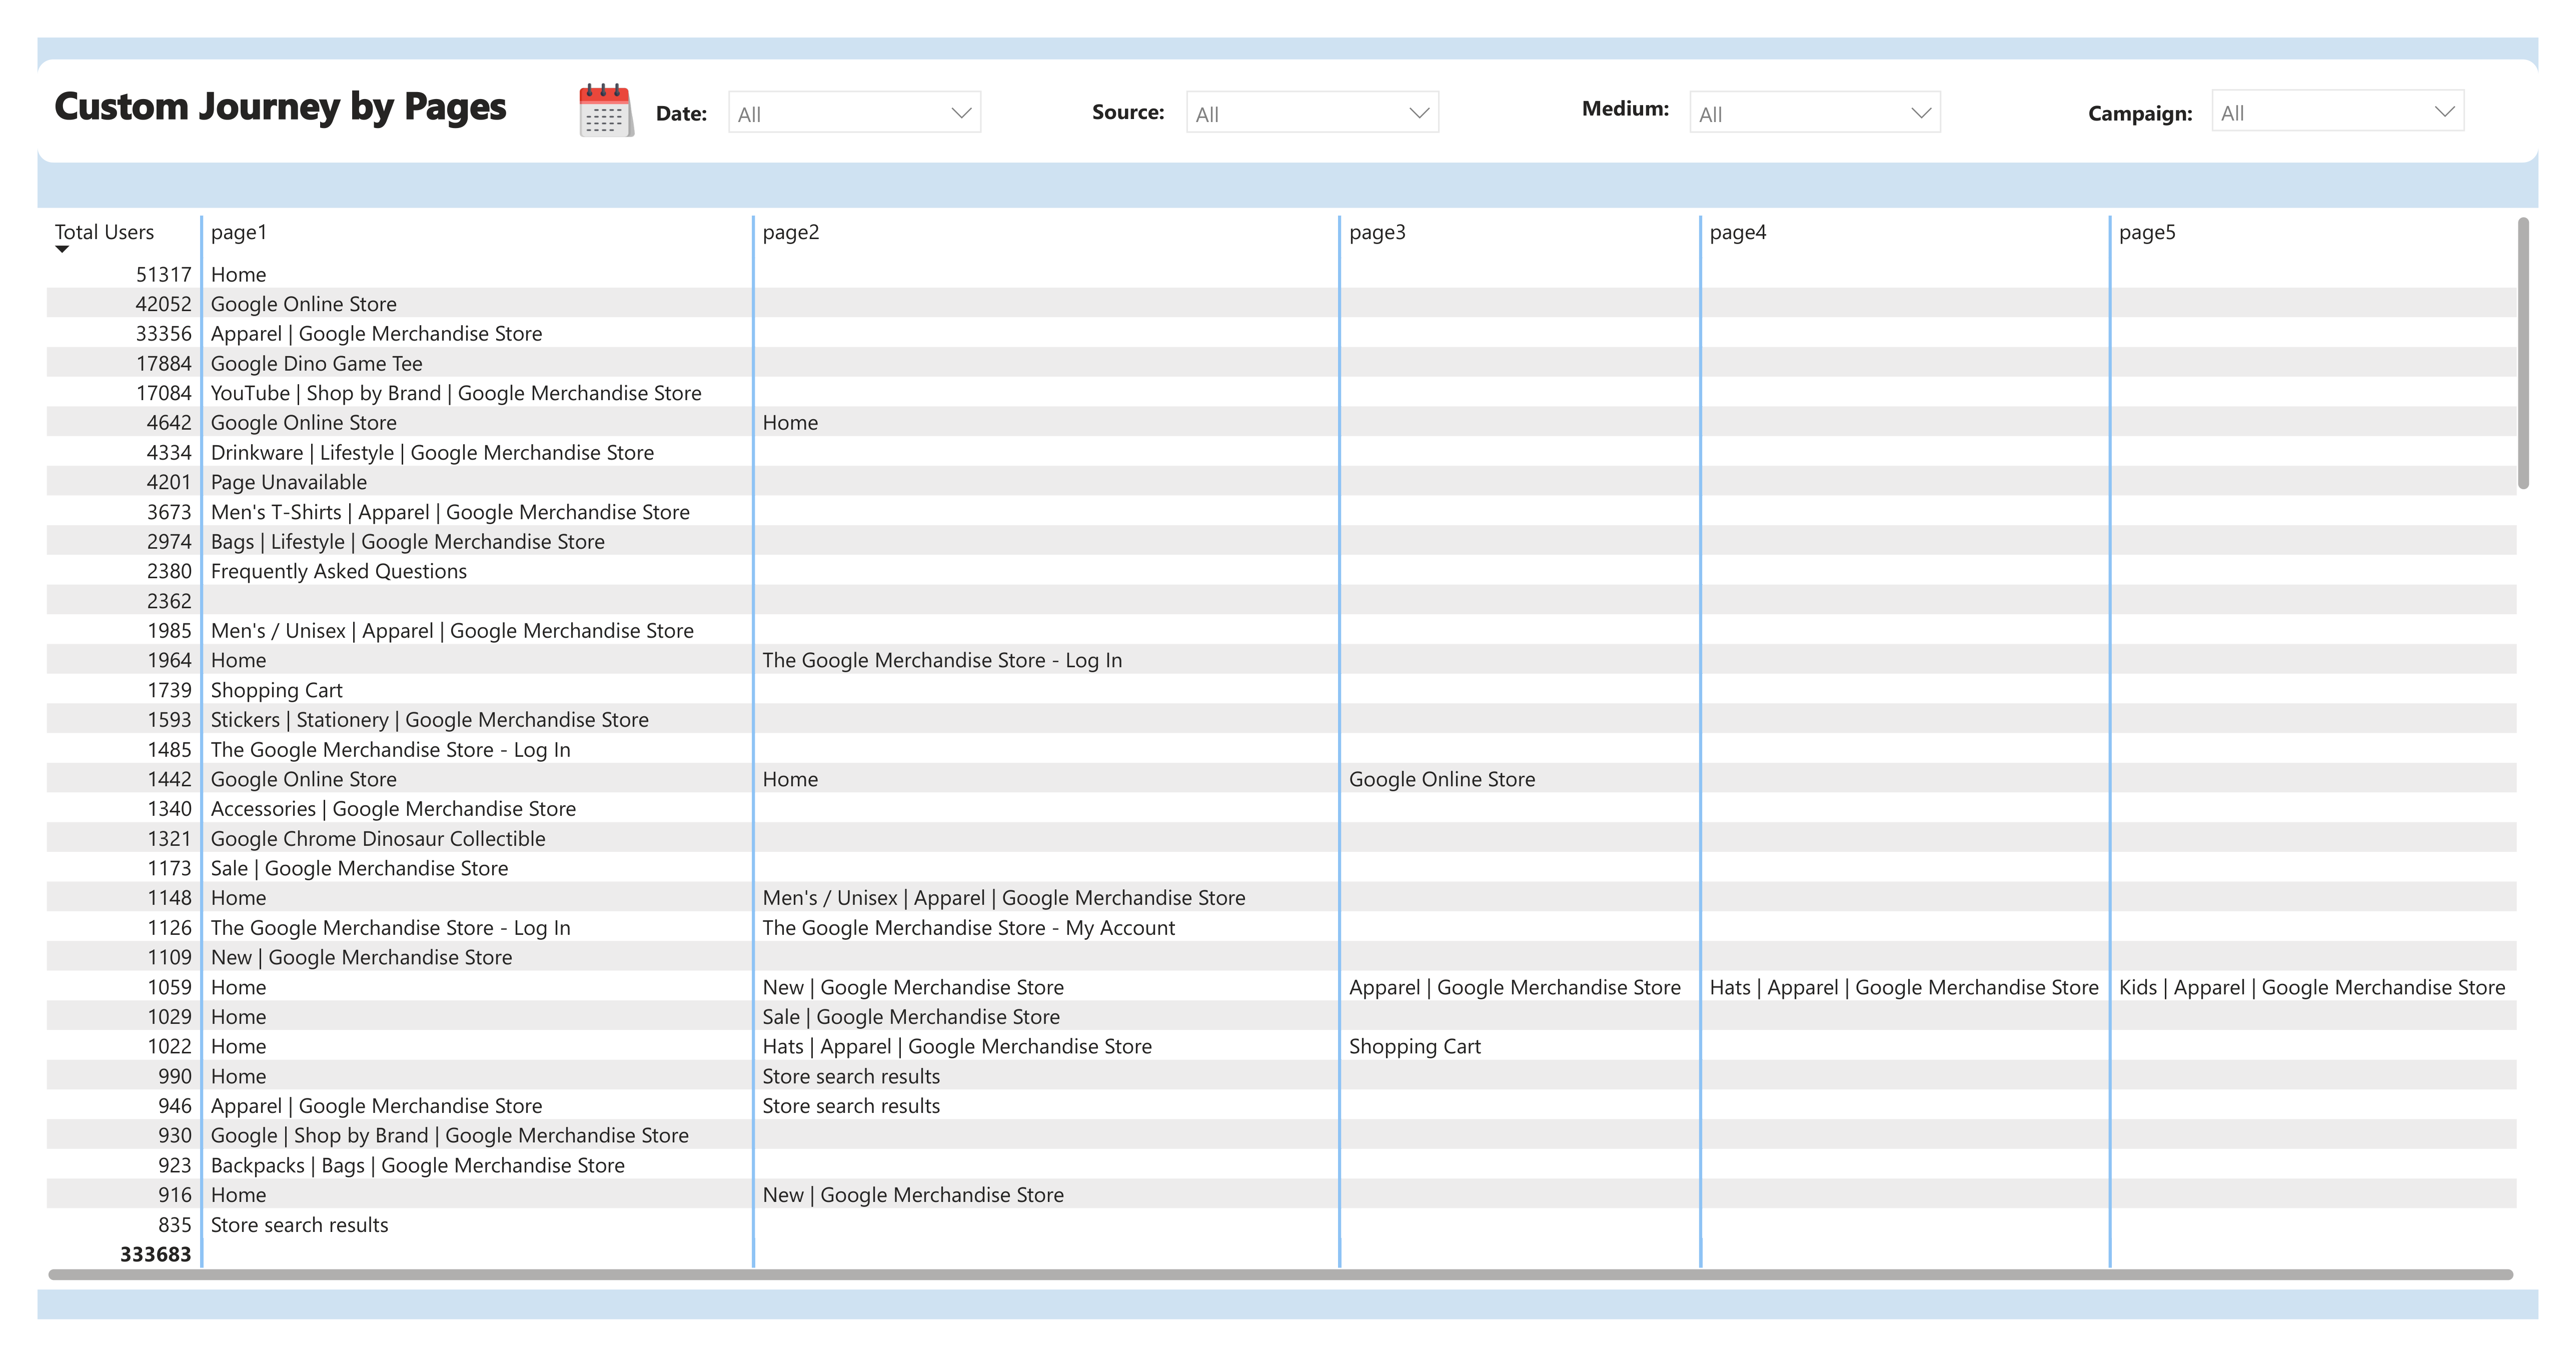 Custom Journey by Pages Date: All Source: All Medium: All Campaign: All
Total Users page1 page2 page3 page4 page5
51317 Home
42052 Google Online Store
33356 Apparel | Google Merchandise Store
17884 Google Dino Game Tee
17084 YouTube | Shop by Brand | Google Merchandise Store
4642 Google Online Store Home
4334 Drinkware | Lifestyle | Google Merchandise Store
4201 Page Unavailable
3673 Men's T-Shirts | Apparel | Google Merchandise Store
2974 Bags | Lifestyle | Google Merchandise Store
2380 Frequently Asked Questions
2362
1985 Men's / Unisex | Apparel | Google Merchandise Store
1964 Home The Google Merchandise Store - Log In
1739 Shopping Cart
1593 Stickers | Stationery | Google Merchandise Store
1485 The Google Merchandise Store - Log In
1442 Google Online Store Home Google Online Store
1340 Accessories | Google Merchandise Store
1321 Google Chrome Dinosaur Collectible
1173 Sale | Google Merchandise Store
1148 Home Men's / Unisex | Apparel | Google Merchandise Store
1126 The Google Merchandise Store - Log In The Google Merchandise Store - My Account
1109 New | Google Merchandise Store
1059 Home New | Google Merchandise Store Apparel | Google Merchandise Store Hats | Apparel | Google Merchandise Store Kids | Apparel | Google Merchandise Store
1029 Home Sale | Google Merchandise Store
1022 Home Hats | Apparel | Google Merchandise Store Shopping Cart
990 Home Store search results
946 Apparel | Google Merchandise Store Store search results
930 Google | Shop by Brand | Google Merchandise Store
923 Backpacks | Bags | Google Merchandise Store
916 Home New | Google Merchandise Store
835 Store search results
333683